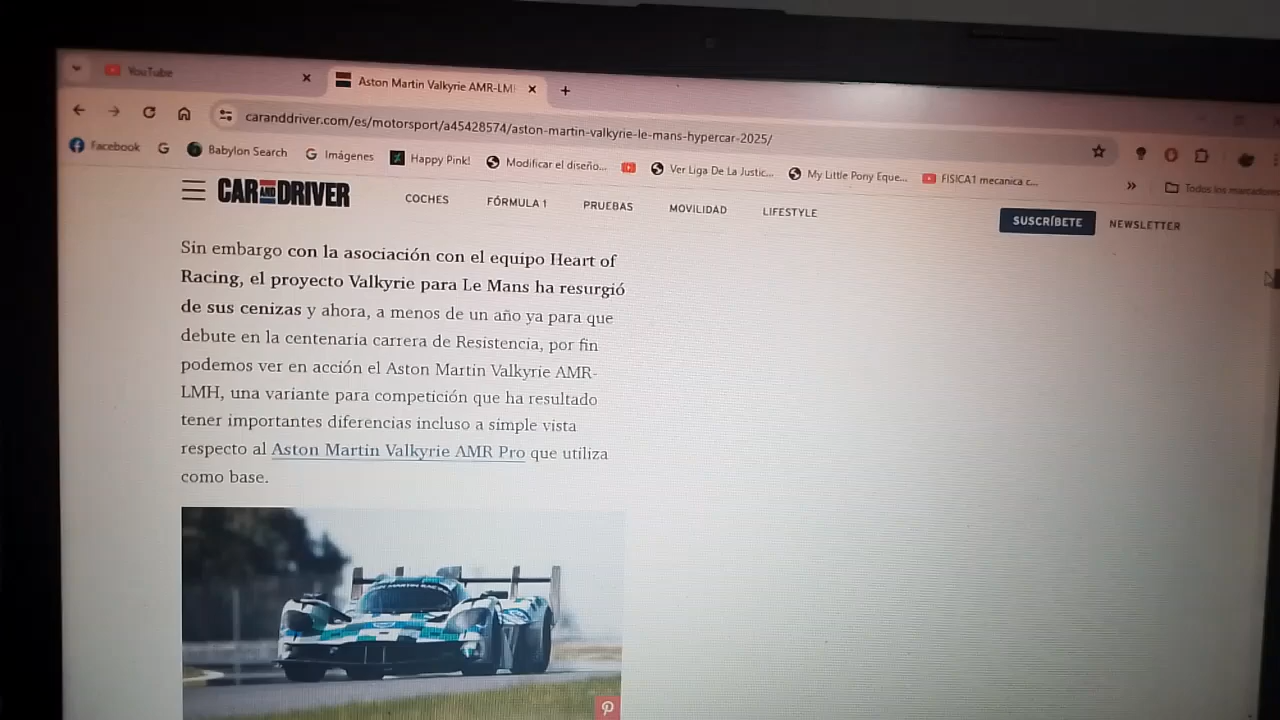 YouTube
Aston Martin Valkyrie AMR-LMH
caranddriver.com/es/motorsport/a45428574/aston-martin-valkyrie-le-mans-hypercar-2025/
Facebook
Babylon Search
Imágenes
Happy Pink!
Modificar el diseño...
Ver Liga De La Justic...
My Little Pony Eque...
FISICA1 mecanica c...
»
Todos los marcadores
CAR AND DRIVER
COCHES
FÓRMULA 1
PRUEBAS
MOVILIDAD
LIFESTYLE
SUSCRÍBETE
NEWSLETTER
Sin embargo con la asociación con el equipo Heart of
Racing, el proyecto Valkyrie para Le Mans ha resurgió
de sus cenizas y ahora, a menos de un año ya para que
debute en la centenaria carrera de Resistencia, por fin
podemos ver en acción el Aston Martin Valkyrie AMR-
LMH, una variante para competición que ha resultado
tener importantes diferencias incluso a simple vista
respecto al Aston Martin Valkyrie AMR Pro que utiliza
como base.